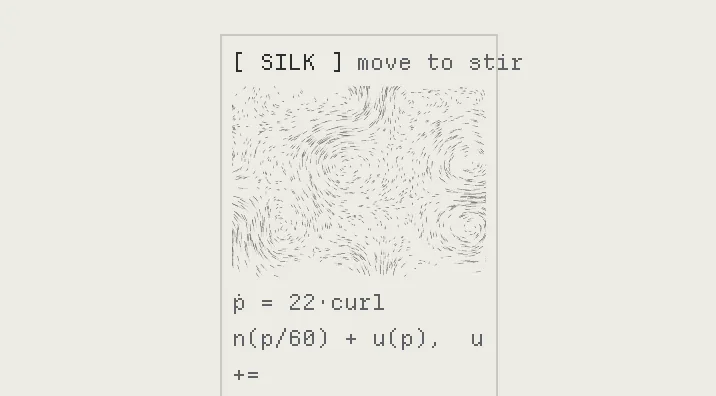 [ SILK ] move to stir
ṗ = 22·curl
n(p/60) + u(p),  u
+=